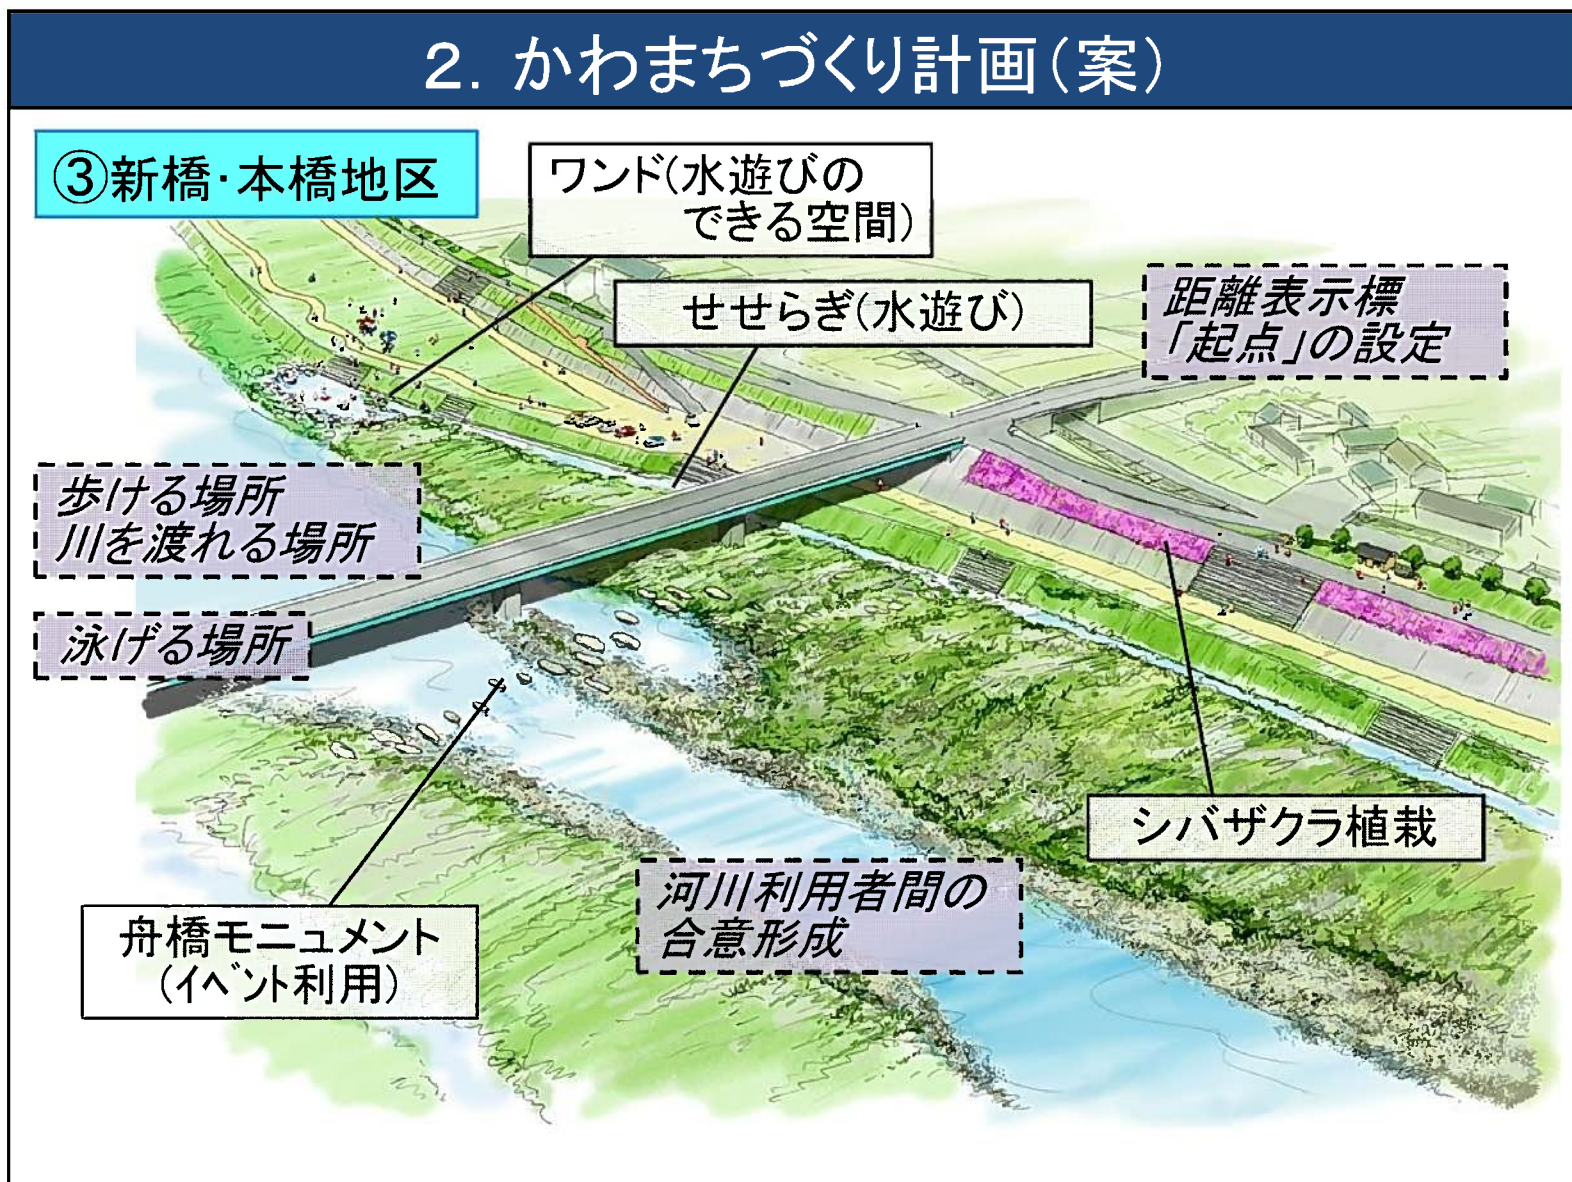 2. かわまちづくり計画(案)
③新橋・本橋地区
ワンド(水遊びの
できる空間)
せせらぎ(水遊び)
距離表示標
「起点」の設定
歩ける場所
川を渡れる場所
泳げる場所
シバザクラ植栽
河川利用者間の
合意形成
舟橋モニュメント
(イベント利用)